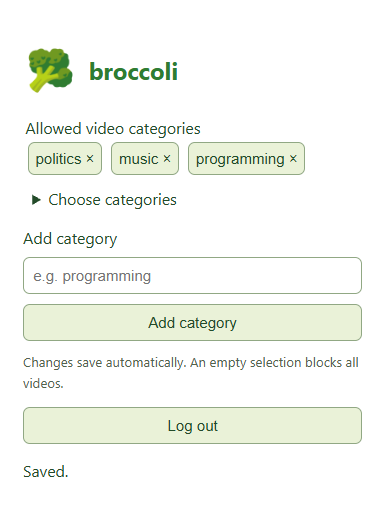 broccoli
Allowed video categories
politics × music × programming ×
▶ Choose categories
Add category
e.g. programming
Add category
Changes save automatically. An empty selection blocks all
videos.
Log out
Saved.